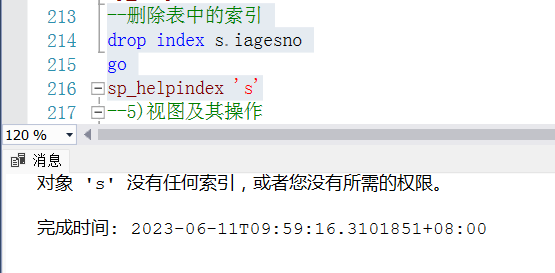 213 --删除表中的索引
214 drop index s.iagesno
215 go
216 sp_helpindex 's'
217 --5)视图及其操作
120 %
消息
对象 's' 没有任何索引，或者您没有所需的权限。
完成时间: 2023-06-11T09:59:16.3101851+08:00